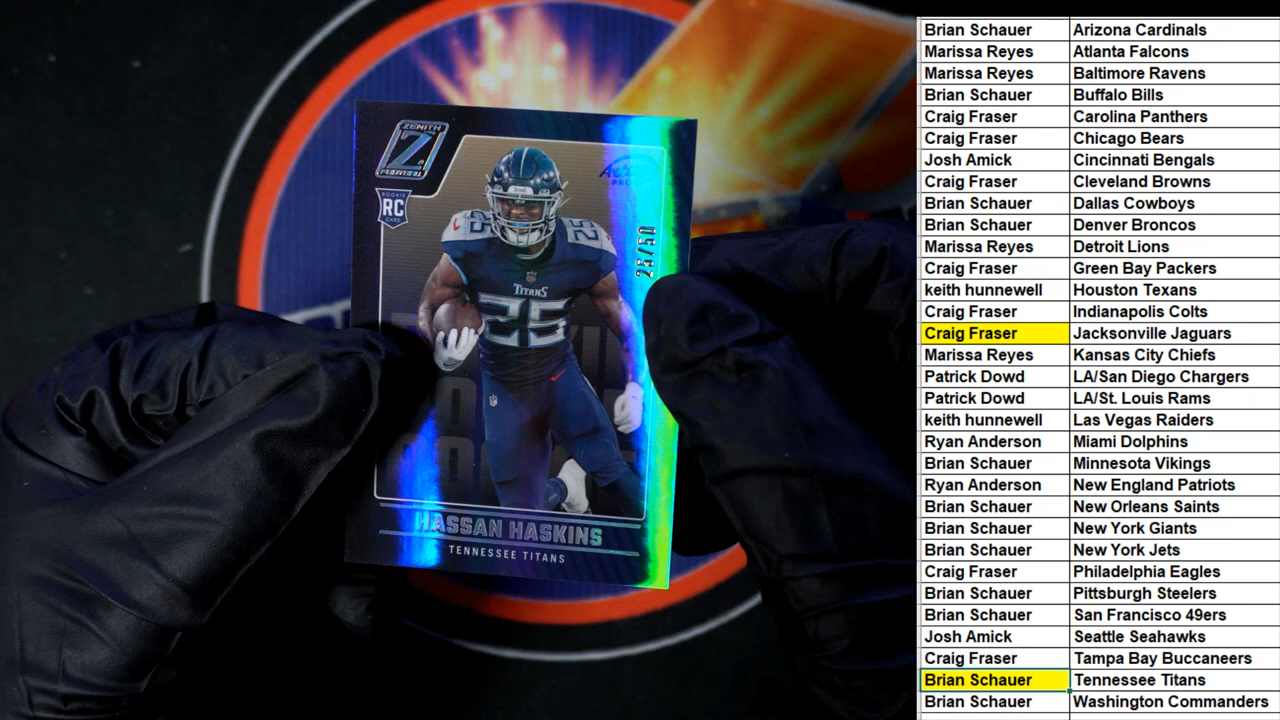 ZENITH
Z
ROOKIE
RC
CARD
25/50
25
25
TITANS
25
HASSAN HASKINS
TENNESSEE TITANS
Brian Schauer Arizona Cardinals
Marissa Reyes Atlanta Falcons
Marissa Reyes Baltimore Ravens
Brian Schauer Buffalo Bills
Craig Fraser Carolina Panthers
Craig Fraser Chicago Bears
Josh Amick Cincinnati Bengals
Craig Fraser Cleveland Browns
Brian Schauer Dallas Cowboys
Brian Schauer Denver Broncos
Marissa Reyes Detroit Lions
Craig Fraser Green Bay Packers
keith hunnewell Houston Texans
Craig Fraser Indianapolis Colts
Craig Fraser Jacksonville Jaguars
Marissa Reyes Kansas City Chiefs
Patrick Dowd LA/San Diego Chargers
Patrick Dowd LA/St. Louis Rams
keith hunnewell Las Vegas Raiders
Ryan Anderson Miami Dolphins
Brian Schauer Minnesota Vikings
Ryan Anderson New England Patriots
Brian Schauer New Orleans Saints
Brian Schauer New York Giants
Brian Schauer New York Jets
Craig Fraser Philadelphia Eagles
Brian Schauer Pittsburgh Steelers
Brian Schauer San Francisco 49ers
Josh Amick Seattle Seahawks
Craig Fraser Tampa Bay Buccaneers
Brian Schauer Tennessee Titans
Brian Schauer Washington Commanders